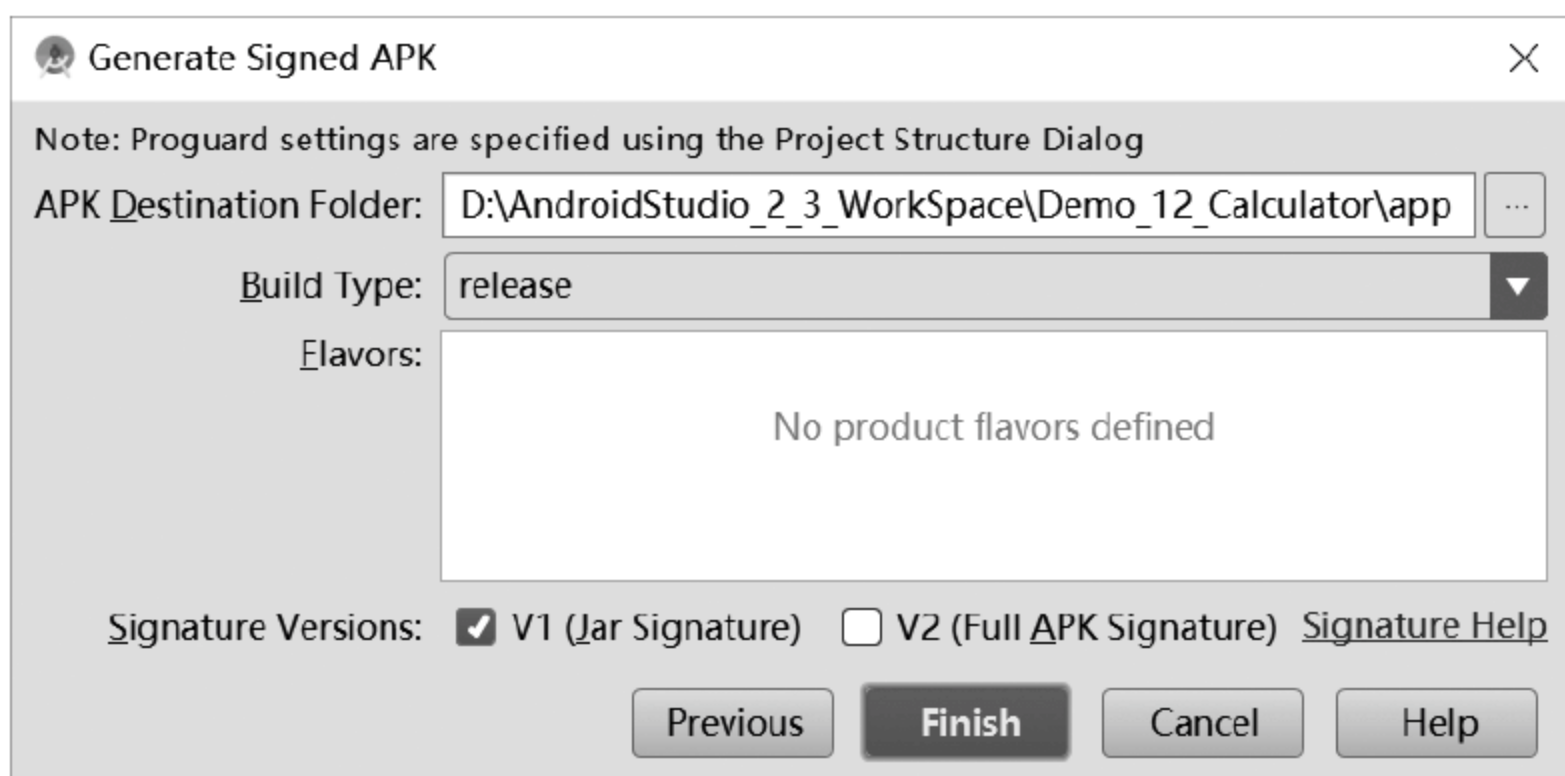 Generate Signed APK
Note: Proguard settings are specified using the Project Structure Dialog
APK Destination Folder: D:\AndroidStudio_2_3_WorkSpace\Demo_12_Calculator\app ...
Build Type: release
Flavors:
No product flavors defined
Signature Versions: V1 (Jar Signature) V2 (Full APK Signature) Signature Help
Previous Finish Cancel Help